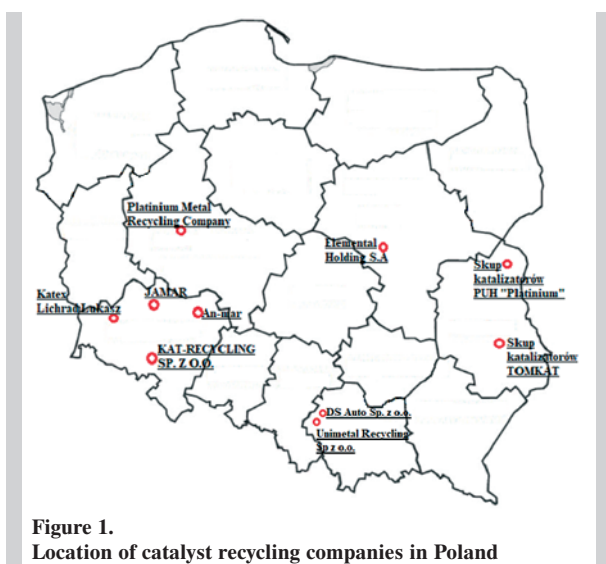 Platinium Metal
Recycling Company
Elemental
Holding S.A
Skup
katalizatorów
PUH "Platinium"
Katex
Lichrad Łukasz
JAMAR
An-mar
KAT-RECYCLING
SP. Z O.O.
Skup
katalizatorów
TOMKAT
DS Auto Sp. z o.o.
Unimetal Recycling
Sp z o.o.
Figure 1.
Location of catalyst recycling companies in Poland